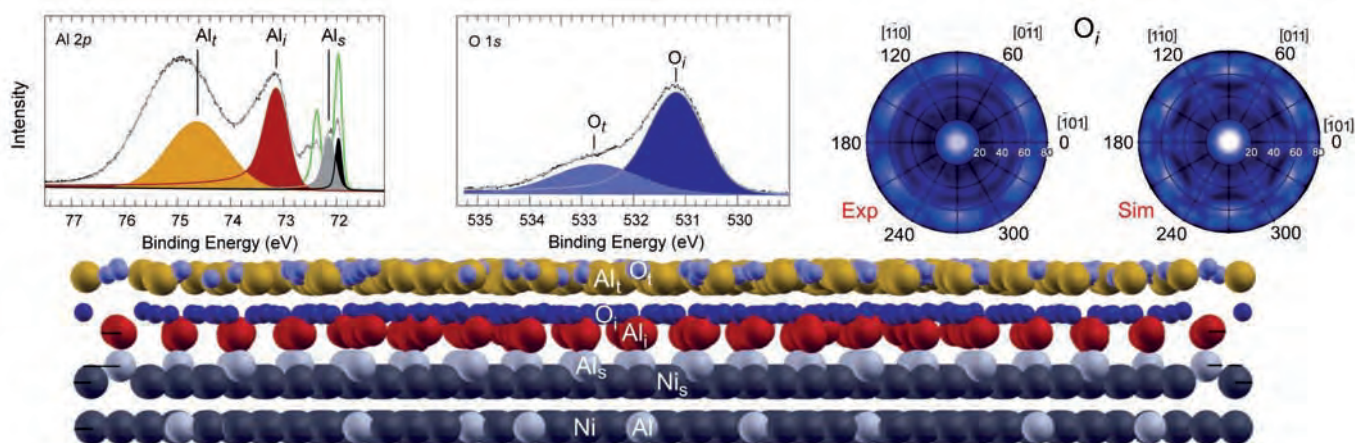 Al 2p
Al_t
Al_i
Al_s
Intensity
77 76 75 74 73 72
Binding Energy (eV)
O 1s
O_i
O_t
535 534 533 532 531 530
Binding Energy (eV)
[1̄10]
[01̄1]
120
60
180
[1̄01]
0
20 40 60 80
Exp
240
300
O_i
[1̄10]
[01̄1]
120
60
180
[1̄01]
0
20 40 60 80
Sim
240
300
O_t
Al_t
O_i
Al_i
Al_s
Ni_s
Ni Al